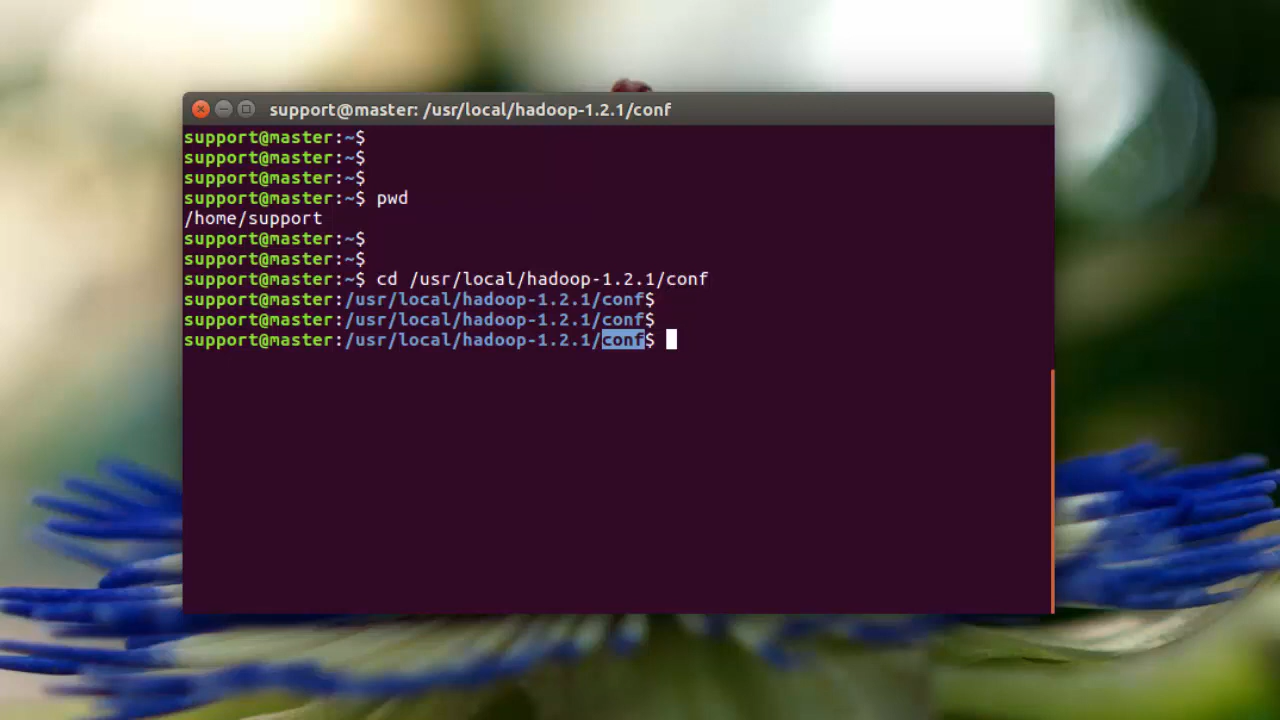 support@master: /usr/local/hadoop-1.2.1/conf
support@master:~$
support@master:~$
support@master:~$
support@master:~$ pwd
/home/support
support@master:~$
support@master:~$
support@master:~$ cd /usr/local/hadoop-1.2.1/conf
support@master:/usr/local/hadoop-1.2.1/conf$
support@master:/usr/local/hadoop-1.2.1/conf$
support@master:/usr/local/hadoop-1.2.1/conf$